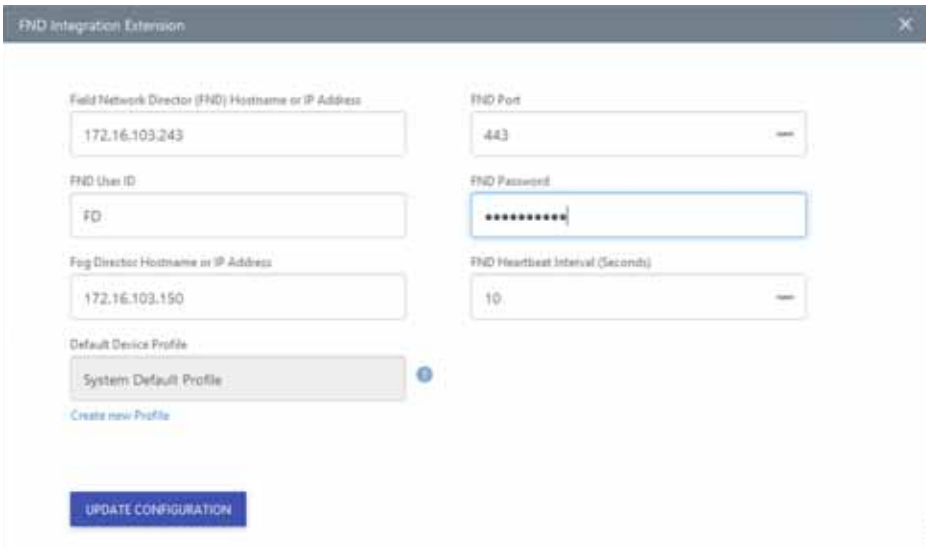 FND Integration Extension
Field Network Director (FND) Hostname or IP Address
FND Port
172.16.103.243
443
FND User ID
FND Password
FD
••••••••••
Fog Director Hostname or IP Address
FND Heartbeat Interval (Seconds)
172.16.103.150
10
Default Device Profile
System Default Profile
Create new Profile
UPDATE CONFIGURATION